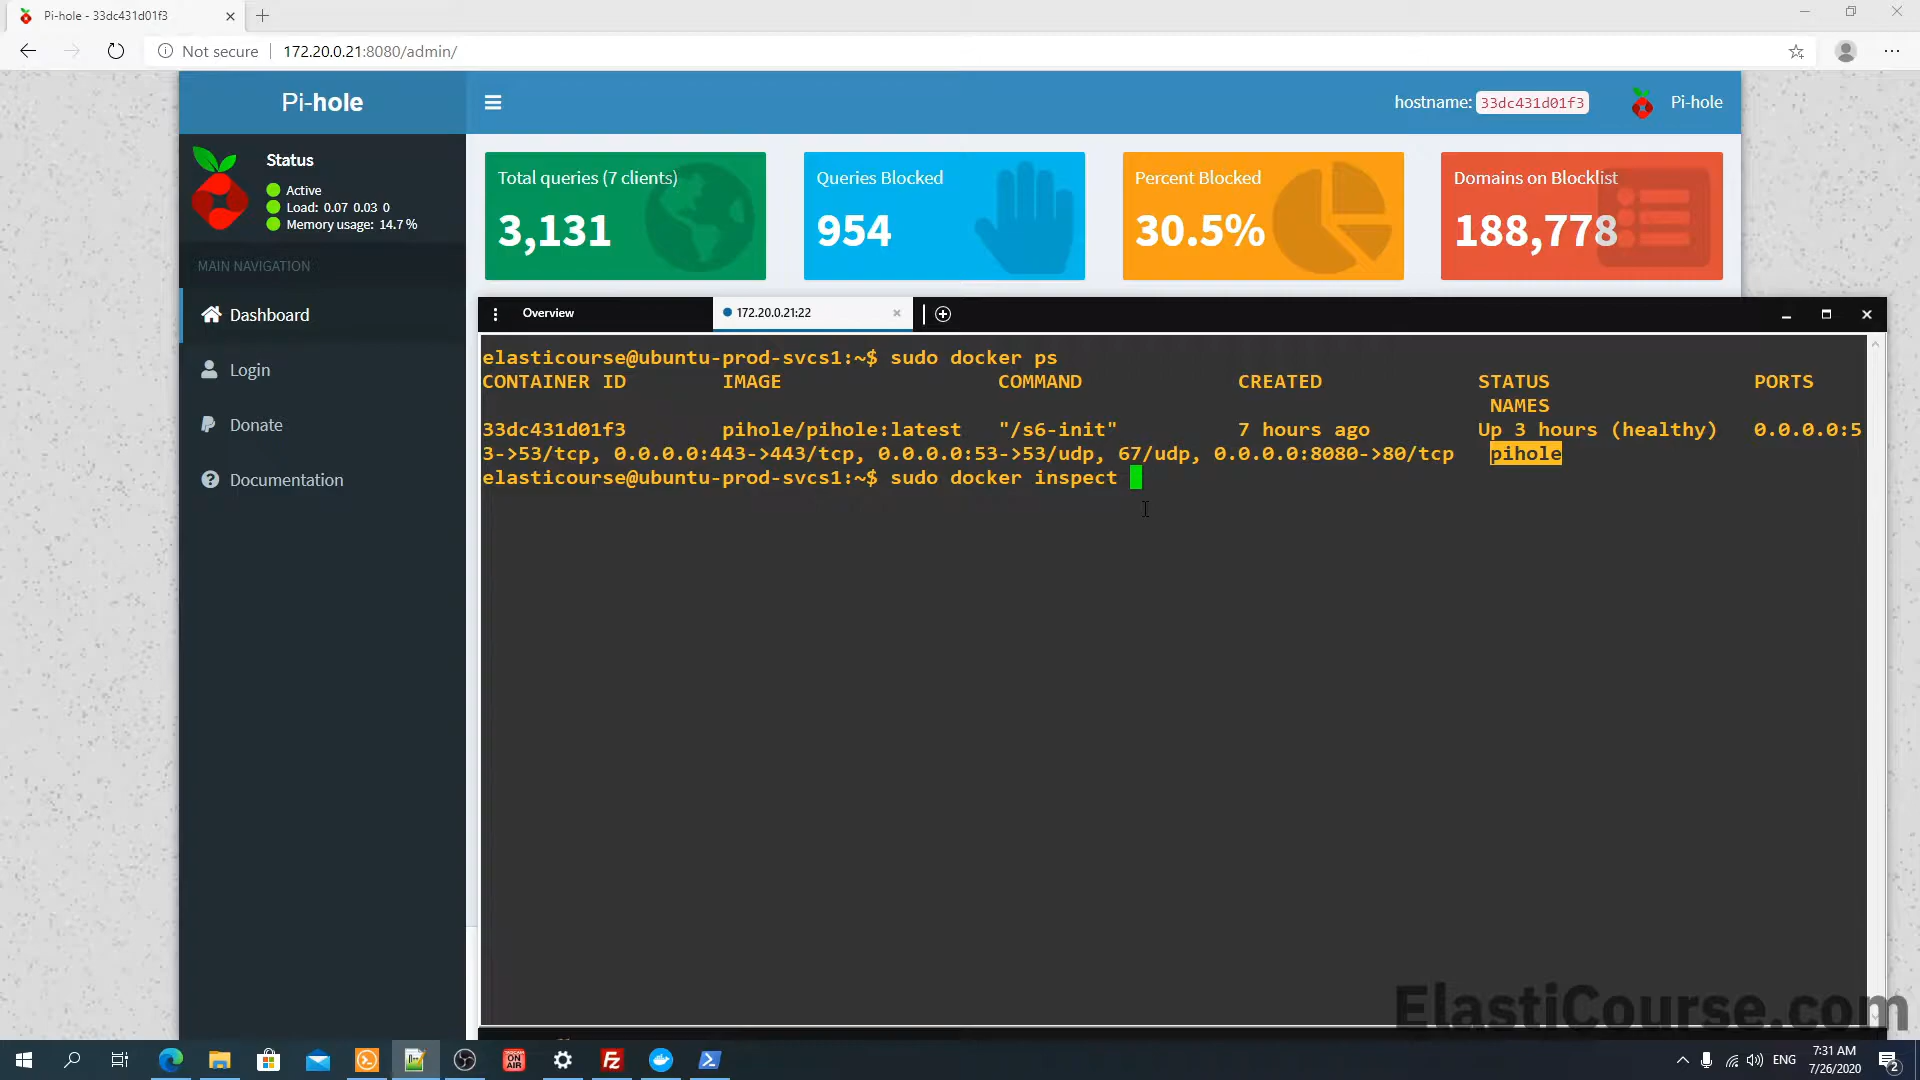 Pi-hole - 33dc431d01f3
Not secure | 172.20.0.21:8080/admin/
Pi-hole
hostname: 33dc431d01f3
Pi-hole
Status
Active
Load: 0.07 0.03 0
Memory usage: 14.7 %
MAIN NAVIGATION
Dashboard
Login
Donate
Documentation
Total queries (7 clients)
3,131
Queries Blocked
954
Percent Blocked
30.5%
Domains on Blocklist
188,778
Overview
172.20.0.21:22
elasticourse@ubuntu-prod-svcs1:~$ sudo docker ps
CONTAINER ID IMAGE COMMAND CREATED STATUS PORTS
NAMES
33dc431d01f3 pihole/pihole:latest "/s6-init" 7 hours ago Up 3 hours (healthy) 0.0.0.0:5
3->53/tcp, 0.0.0.0:443->443/tcp, 0.0.0.0:53->53/udp, 67/udp, 0.0.0.0:8080->80/tcp pihole
elasticourse@ubuntu-prod-svcs1:~$ sudo docker inspect
ElastiCourse.com
ON AIR
FZ
ENG
7:31 AM
7/26/2020
2